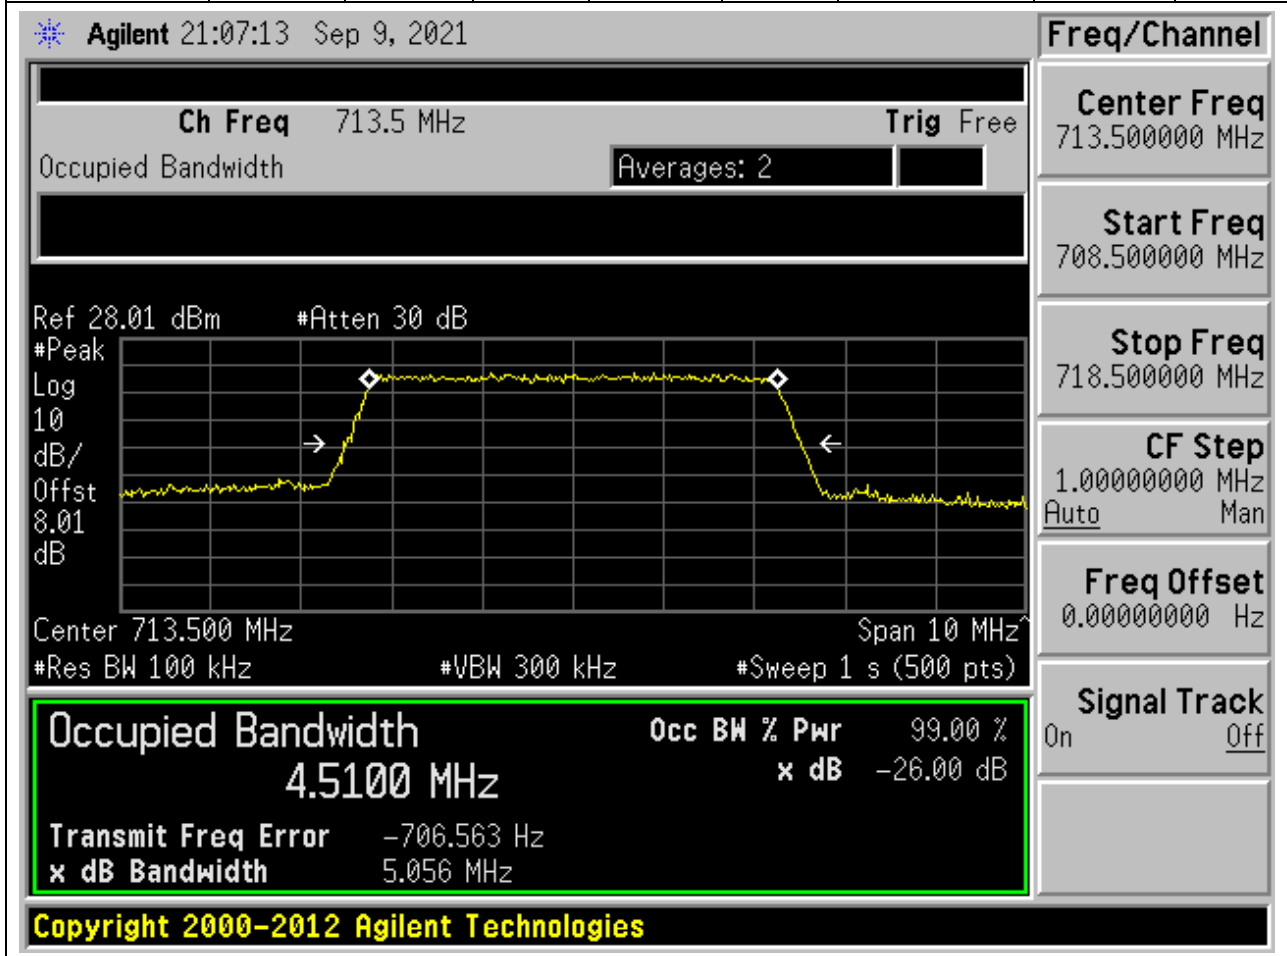 Agilent 21:07:13 Sep 9, 2021
Freq/Channel
Ch Freq 713.5 MHz Trig Free
Occupied Bandwidth Averages: 2
Center Freq
713.500000 MHz
Start Freq
708.500000 MHz
Stop Freq
718.500000 MHz
CF Step
1.00000000 MHz
Auto Man
Freq Offset
0.00000000 Hz
Signal Track
On Off
Ref 28.01 dBm #Atten 30 dB
#Peak
Log
10
dB/
Offst
8.01
dB
Center 713.500 MHz Span 10 MHz^
#Res BW 100 kHz #VBW 300 kHz #Sweep 1 s (500 pts)
Occupied Bandwidth Occ BW % Pwr 99.00 %
4.5100 MHz x dB -26.00 dB
Transmit Freq Error -706.563 Hz
x dB Bandwidth 5.056 MHz
Copyright 2000-2012 Agilent Technologies